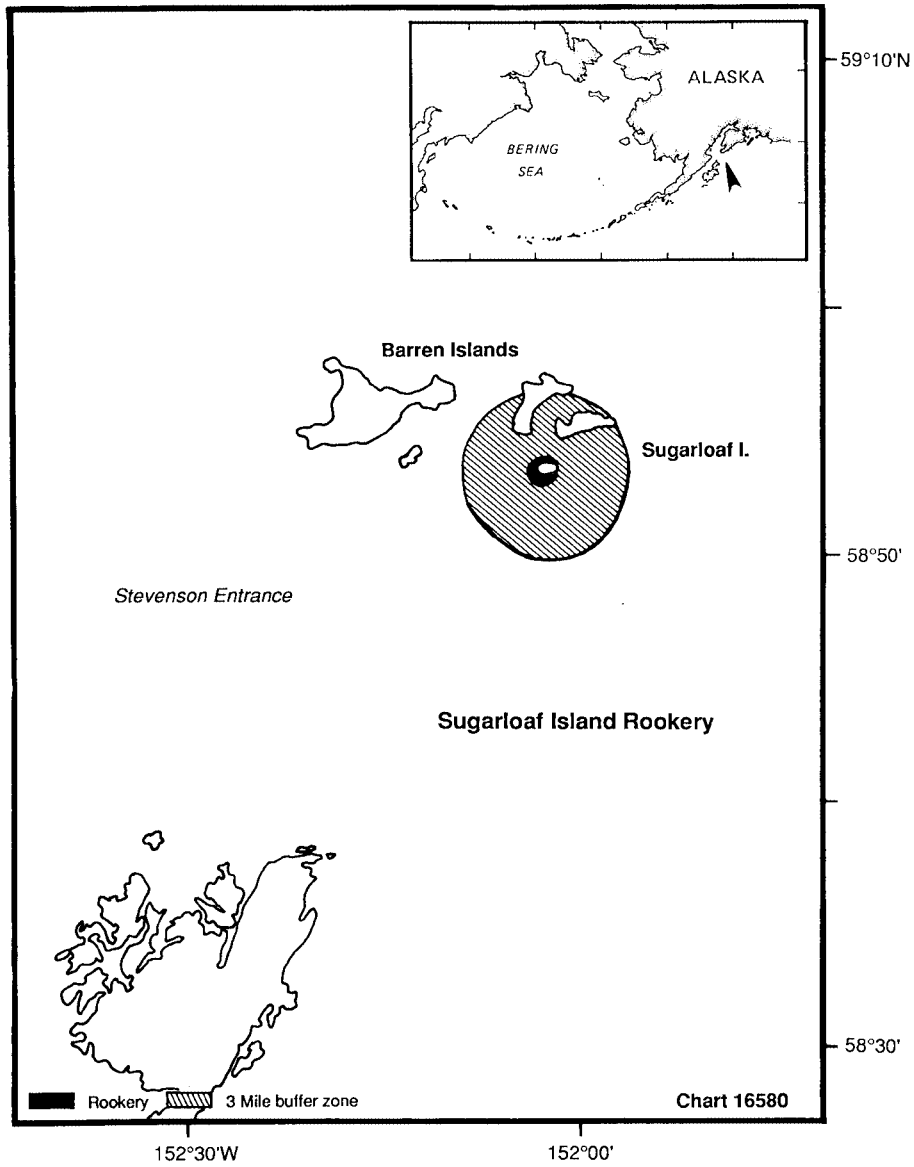 59°10'N
ALASKA
BERING
SEA
Barren Islands
Sugarloaf I.
58°50'
Stevenson Entrance
Sugarloaf Island Rookery
58°30'
Rookery
3 Mile buffer zone
Chart 16580
152°30'W
152°00'